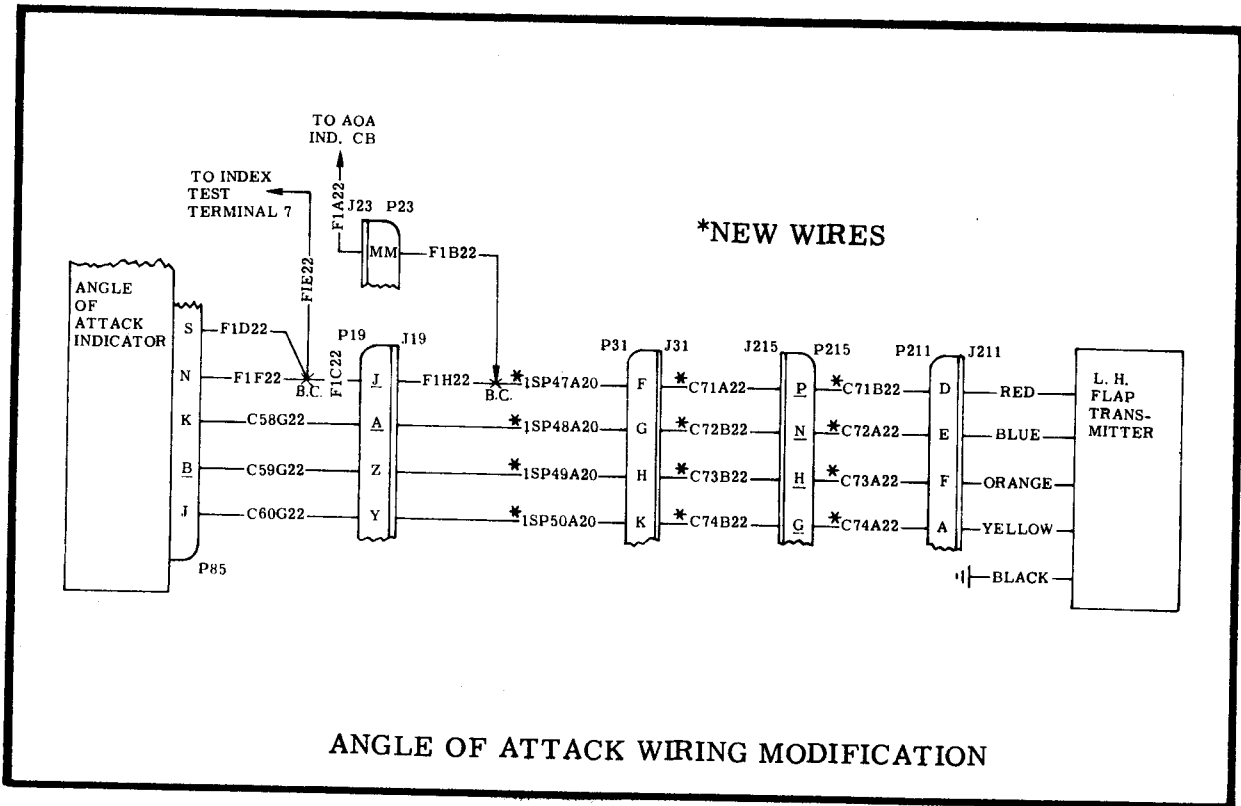 TO AOA
IND. CB
TO INDEX
TEST
TERMINAL 7
F1A22
J23 P23
MM
F1B22
*NEW WIRES
F1E22
ANGLE
OF
ATTACK
INDICATOR
S F1D22
P19 J19
P31 J31
J215 P215
P211 J211
N F1F22 B.C. F1C22 J F1H22 B.C. *1SP47A20 F *C71A22 P *C71B22 D RED
K C58G22 A *1SP48A20 G *C72B22 N *C72A22 E BLUE
B C59G22 Z *1SP49A20 H *C73B22 H *C73A22 F ORANGE
J C60G22 Y *1SP50A20 K *C74B22 G *C74A22 A YELLOW
BLACK
L. H.
FLAP
TRANS-
MITTER
P85
ANGLE OF ATTACK WIRING MODIFICATION